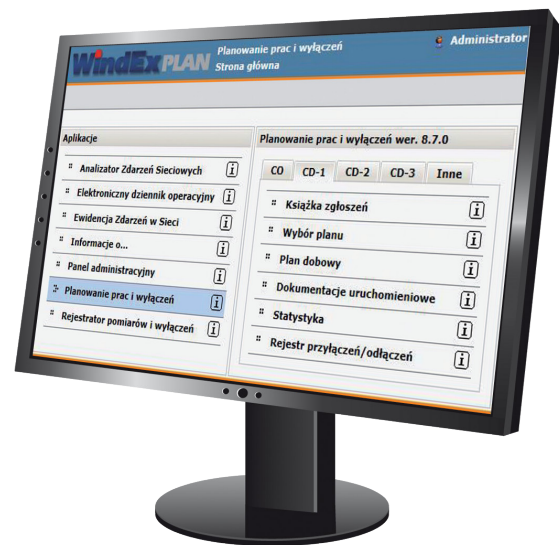 WindEx PLAN
Planowanie prac i wyłączeń
Strona główna
Administrator
Aplikacje
Analizator Zdarzeń Sieciowych
Elektroniczny dziennik operacyjny
Ewidencja Zdarzeń w Sieci
Informacje o...
Panel administracyjny
Planowanie prac i wyłączeń
Rejestrator pomiarów i wyłączeń
Planowanie prac i wyłączeń wer. 8.7.0
CO CD-1 CD-2 CD-3 Inne
Książka zgłoszeń
Wybór planu
Plan dobowy
Dokumentacje uruchomieniowe
Statystyka
Rejestr przyłączeń/odłączeń